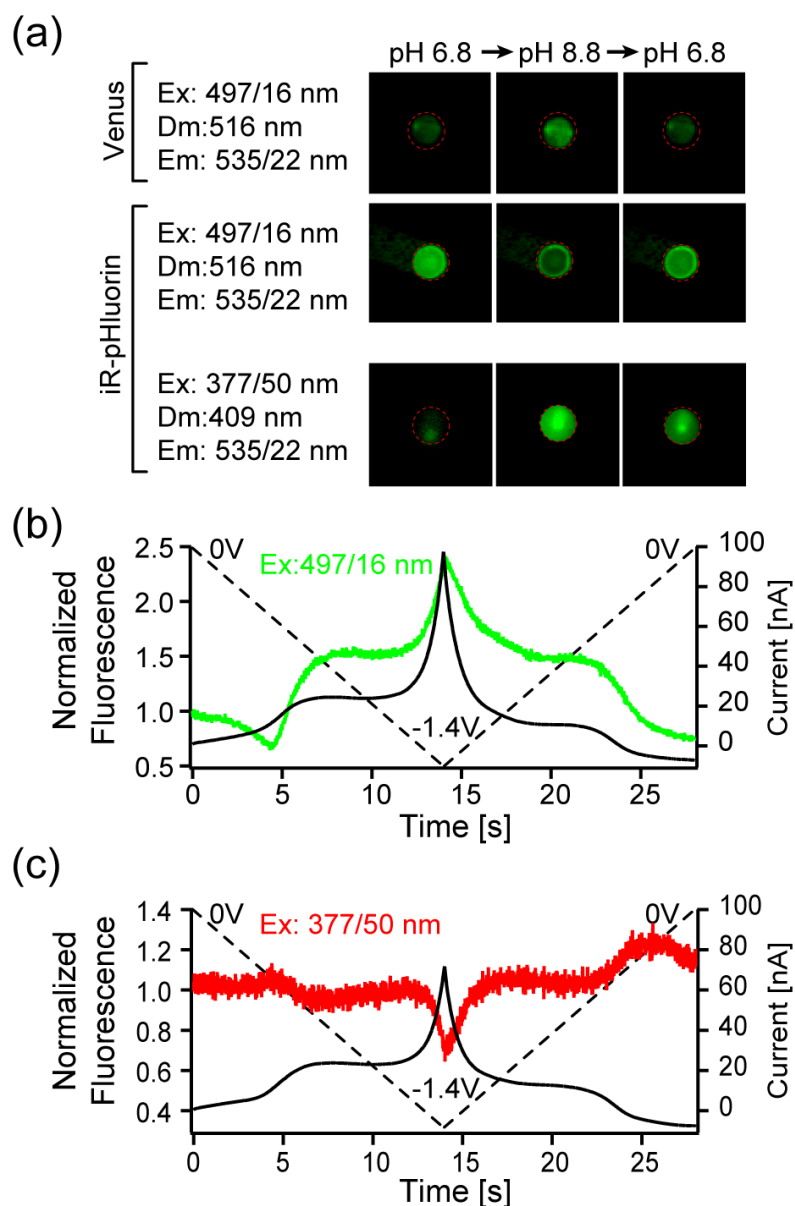 (a)
pH 6.8 → pH 8.8 → pH 6.8
Venus
Ex: 497/16 nm
Dm:516 nm
Em: 535/22 nm
iR-pHluorin
Ex: 497/16 nm
Dm:516 nm
Em: 535/22 nm
Ex: 377/50 nm
Dm:409 nm
Em: 535/22 nm
(b)
Normalized
Fluorescence
2.5
2.0
1.5
1.0
0.5
0V
Ex:497/16 nm
0V
-1.4V
100
80
60
40
20
0
Current [nA]
0 5 10 15 20 25
Time [s]
(c)
Normalized
Fluorescence
1.4
1.2
1.0
0.8
0.6
0.4
0V
Ex: 377/50 nm
0V
-1.4V
100
80
60
40
20
0
Current [nA]
0 5 10 15 20 25
Time [s]